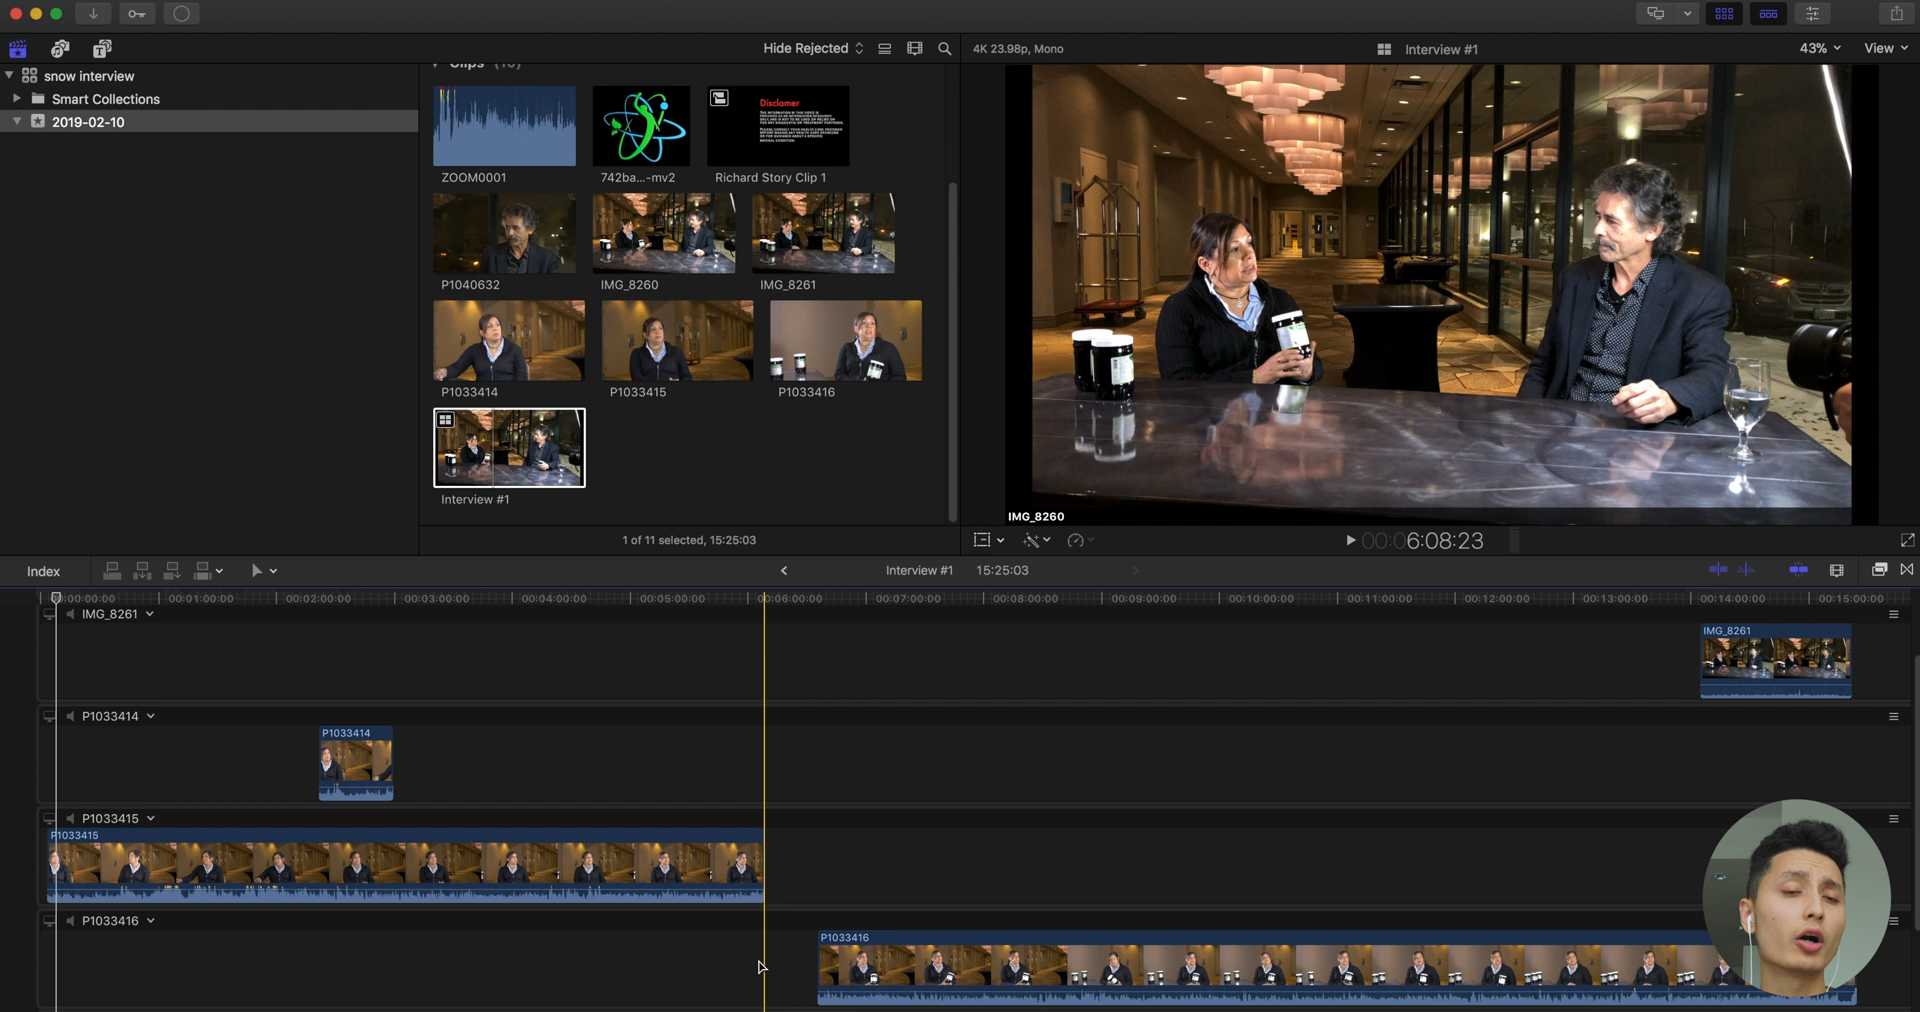 Hide Rejected
4K 23.98p, Mono
Interview #1
43%
View
snow interview
Smart Collections
2019-02-10
Clips
Disclamer
ZOOM0001
742ba...-mv2
Richard Story Clip 1
P1040632
IMG_8260
IMG_8261
P1033414
P1033415
P1033416
Interview #1
1 of 11 selected, 15:25:03
IMG_8260
00:06:08:23
Index
Interview #1
15:25:03
00:01:00:00
00:02:00:00
00:03:00:00
00:04:00:00
00:05:00:00
00:06:00:00
00:07:00:00
00:08:00:00
00:09:00:00
00:10:00:00
00:11:00:00
00:12:00:00
00:13:00:00
00:14:00:00
00:15:00:00
IMG_8261
IMG_8261
P1033414
P1033414
P1033415
P1033415
P1033416
P1033416